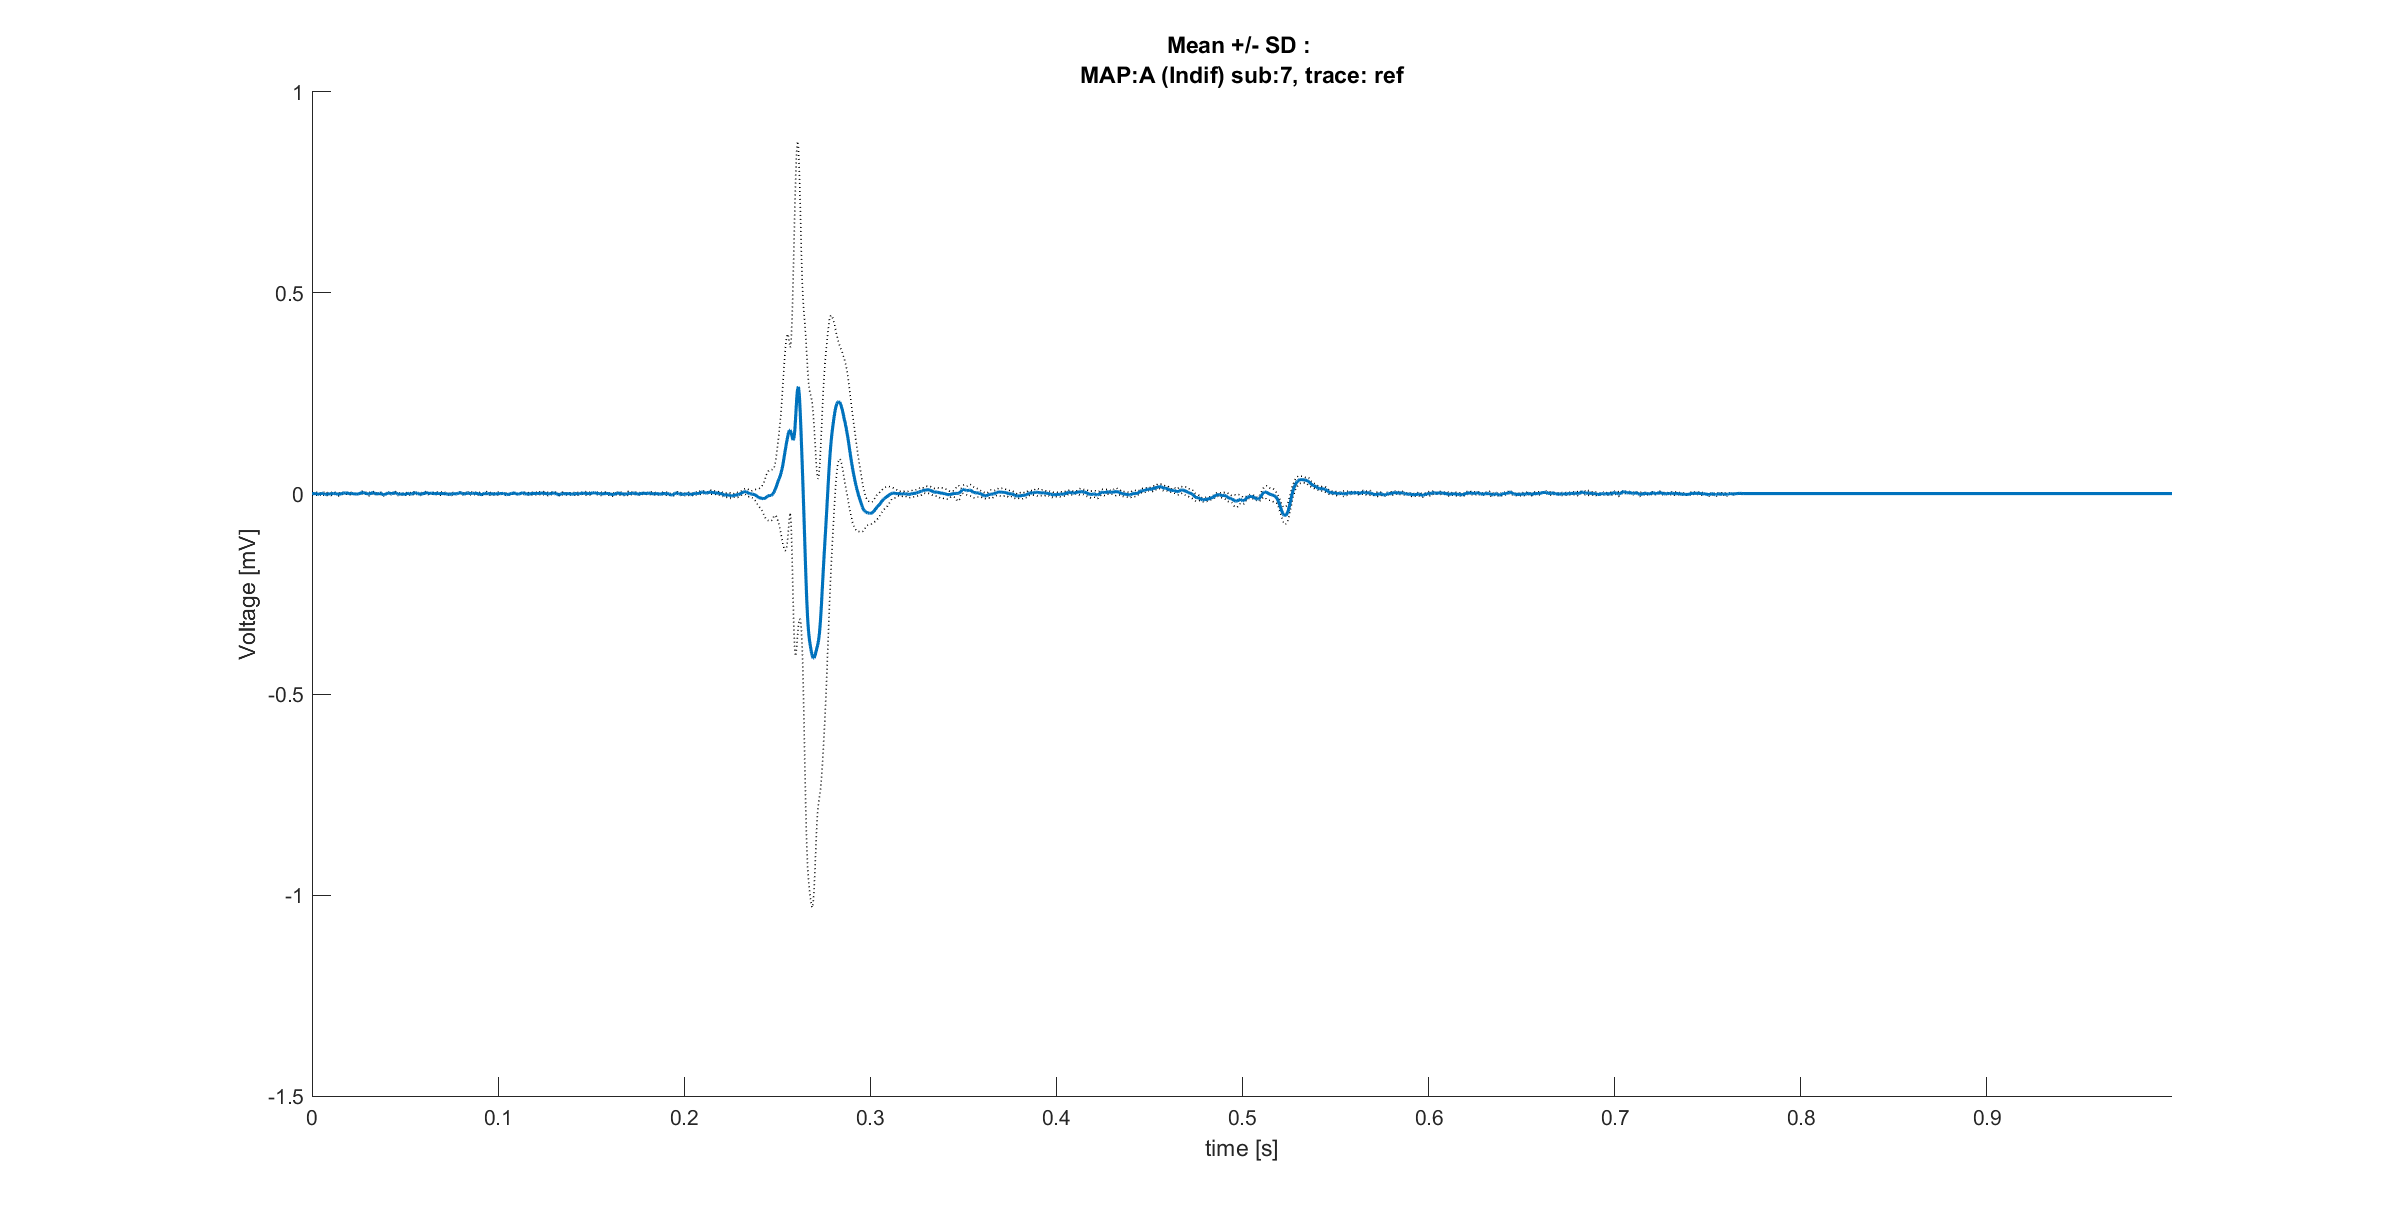 Mean +/- SD :
MAP:A (Indif) sub:7, trace: ref
1
0.5
0
-0.5
-1
-1.5
Voltage [mV]
0 0.1 0.2 0.3 0.4 0.5 0.6 0.7 0.8 0.9
time [s]